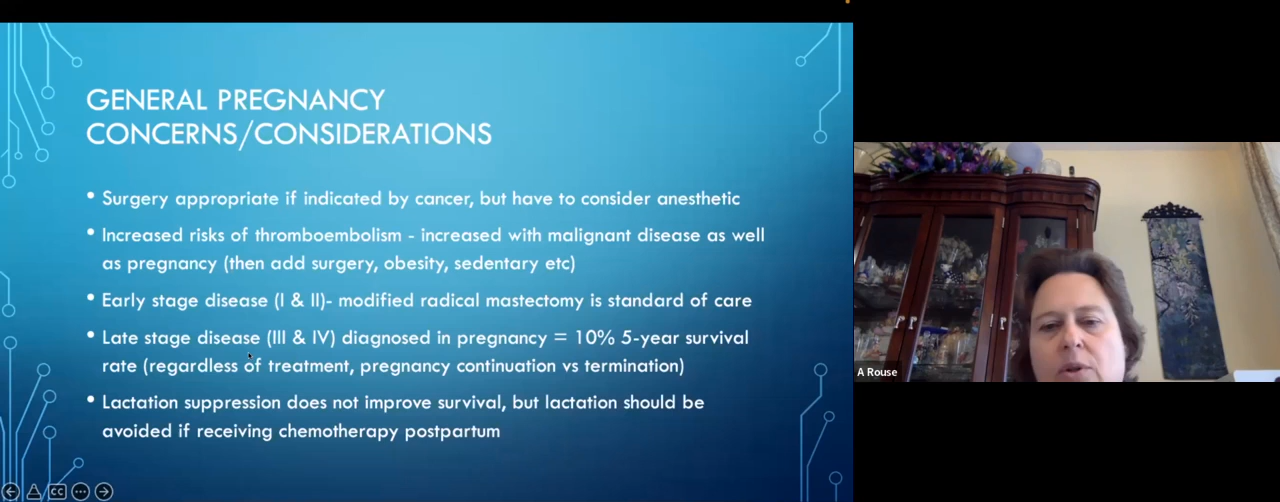 GENERAL PREGNANCY
CONCERNS/CONSIDERATIONS
• Surgery appropriate if indicated by cancer, but have to consider anesthetic
• Increased risks of thromboembolism - increased with malignant disease as well
as pregnancy (then add surgery, obesity, sedentary etc)
• Early stage disease (I & II)- modified radical mastectomy is standard of care
• Late stage disease (III & IV) diagnosed in pregnancy = 10% 5-year survival
rate (regardless of treatment, pregnancy continuation vs termination)
• Lactation suppression does not improve survival, but lactation should be
avoided if receiving chemotherapy postpartum
CC
A Rouse